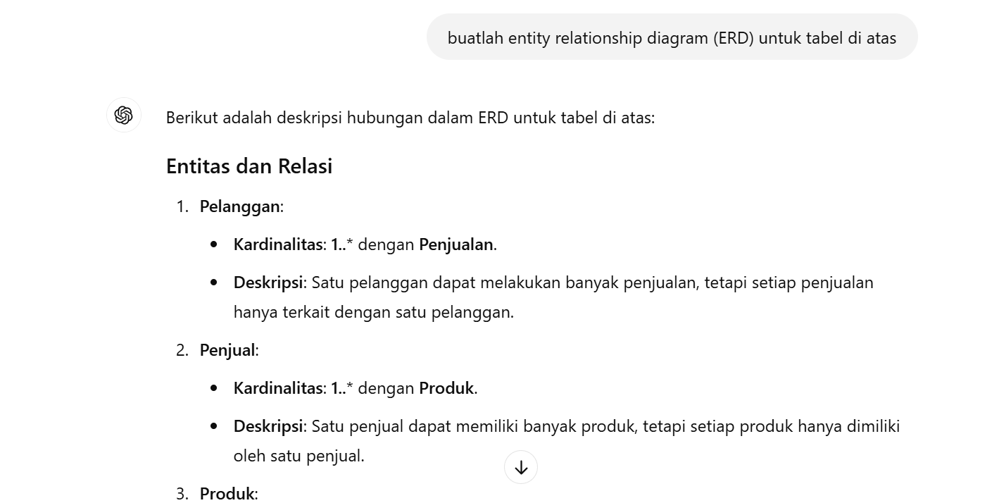 buatlah entity relationship diagram (ERD) untuk tabel di atas
Berikut adalah deskripsi hubungan dalam ERD untuk tabel di atas:
Entitas dan Relasi
1. Pelanggan:
• Kardinalitas: 1..* dengan Penjualan.
• Deskripsi: Satu pelanggan dapat melakukan banyak penjualan, tetapi setiap penjualan
hanya terkait dengan satu pelanggan.
2. Penjual:
• Kardinalitas: 1..* dengan Produk.
• Deskripsi: Satu penjual dapat memiliki banyak produk, tetapi setiap produk hanya dimiliki
oleh satu penjual.
3. Produk: